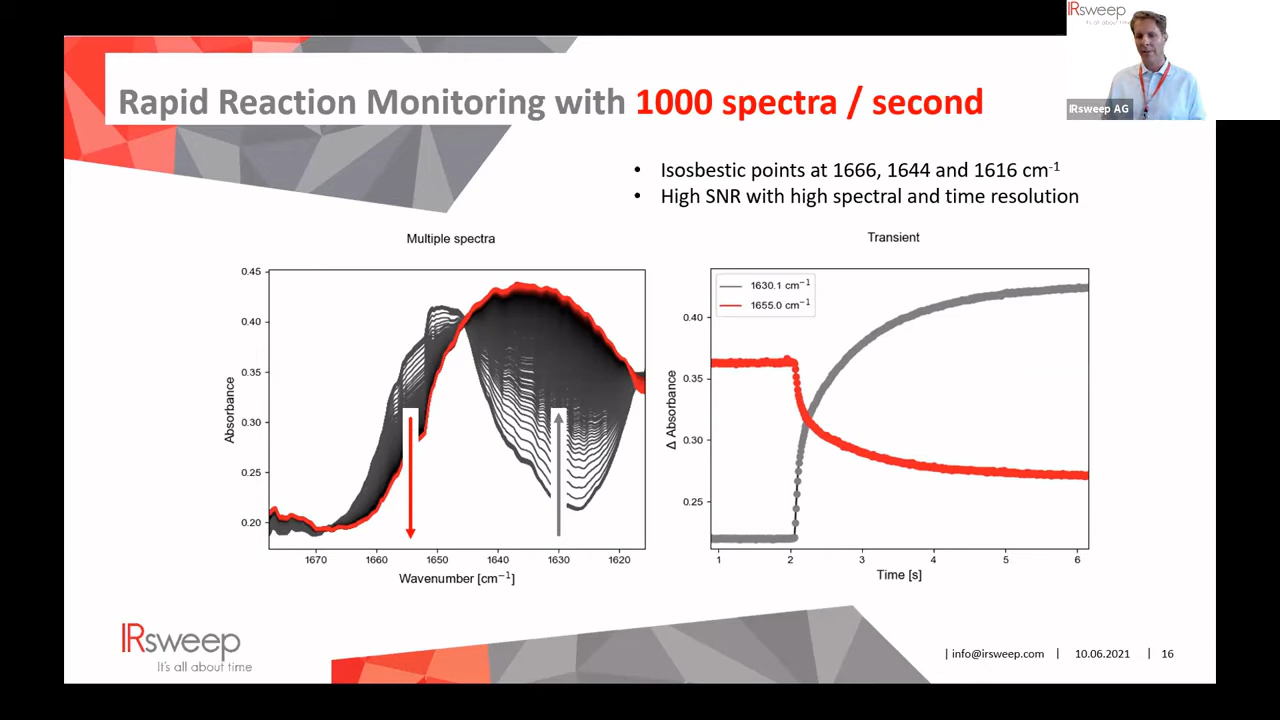 IRsweep
It's all about time
IRsweep AG
Rapid Reaction Monitoring with 1000 spectra / second
• Isosbestic points at 1666, 1644 and 1616 cm⁻¹
• High SNR with high spectral and time resolution
Multiple spectra
0.45
0.40
0.35
0.30
0.25
0.20
Absorbance
1670 1660 1650 1640 1630 1620
Wavenumber [cm⁻¹]
Transient
1630.1 cm⁻¹
1655.0 cm⁻¹
0.40
0.35
0.30
0.25
Δ Absorbance
1 2 3 4 5 6
Time [s]
IRsweep
It's all about time
| info@irsweep.com | 10.06.2021 | 16